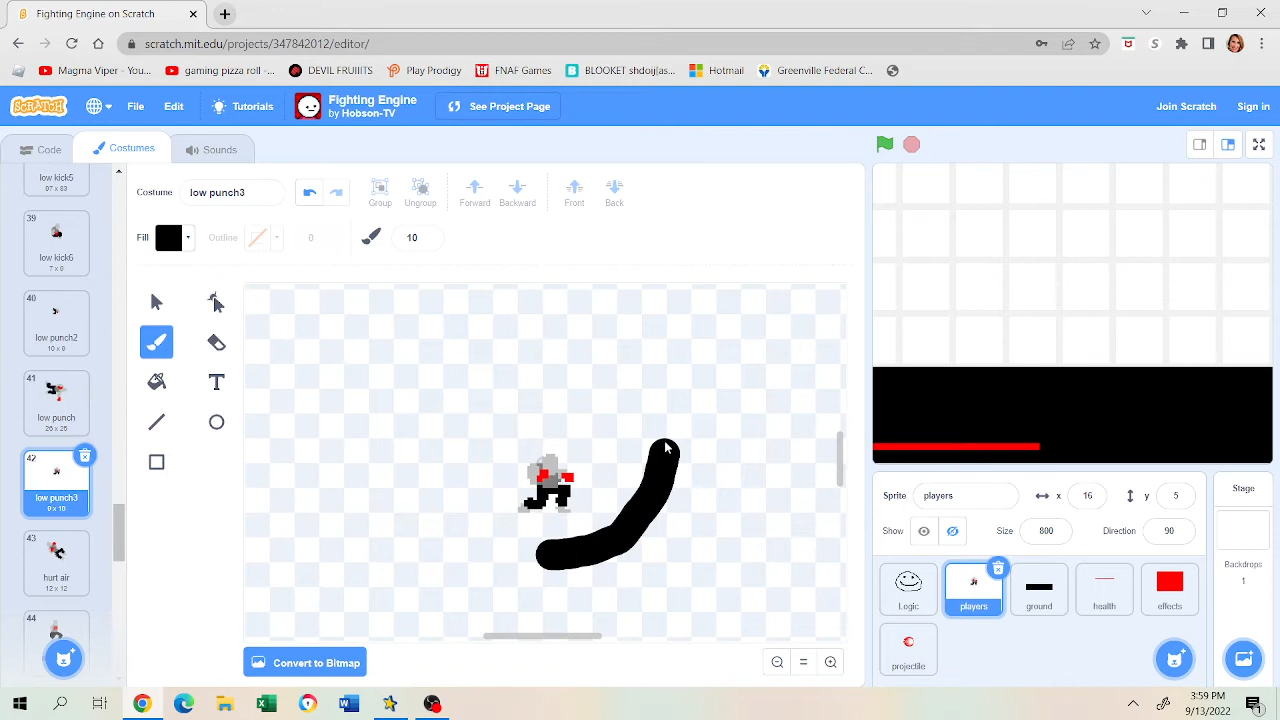 Fighting Engine on Scratch
scratch.mit.edu/projects/347842012/editor/
Magma Viper - You...
gaming pizza roll -...
DEVIL FRUIIITS
Play Prodigy
FNAF Games
BLOCKET shdoijlas...
Hotmail
Greenville Federal C...
SCRATCH
File
Edit
Tutorials
Fighting Engine
by Hobson-TV
See Project Page
Join Scratch
Sign in
Code
Costumes
Sounds
low kick5
97 x 83
39
low kick6
7 x 9
40
low punch2
10 x 9
41
low punch
26 x 25
42
low punch3
9 x 10
43
hurt air
12 x 12
44
Costume
low punch3
Group
Ungroup
Forward
Backward
Front
Back
Fill
Outline
0
10
T
Convert to Bitmap
Sprite
players
x
16
y
5
Show
Size
800
Direction
90
Logic
players
ground
health
effects
projectile
Stage
Backdrops
1
3:59 PM
9/13/2022